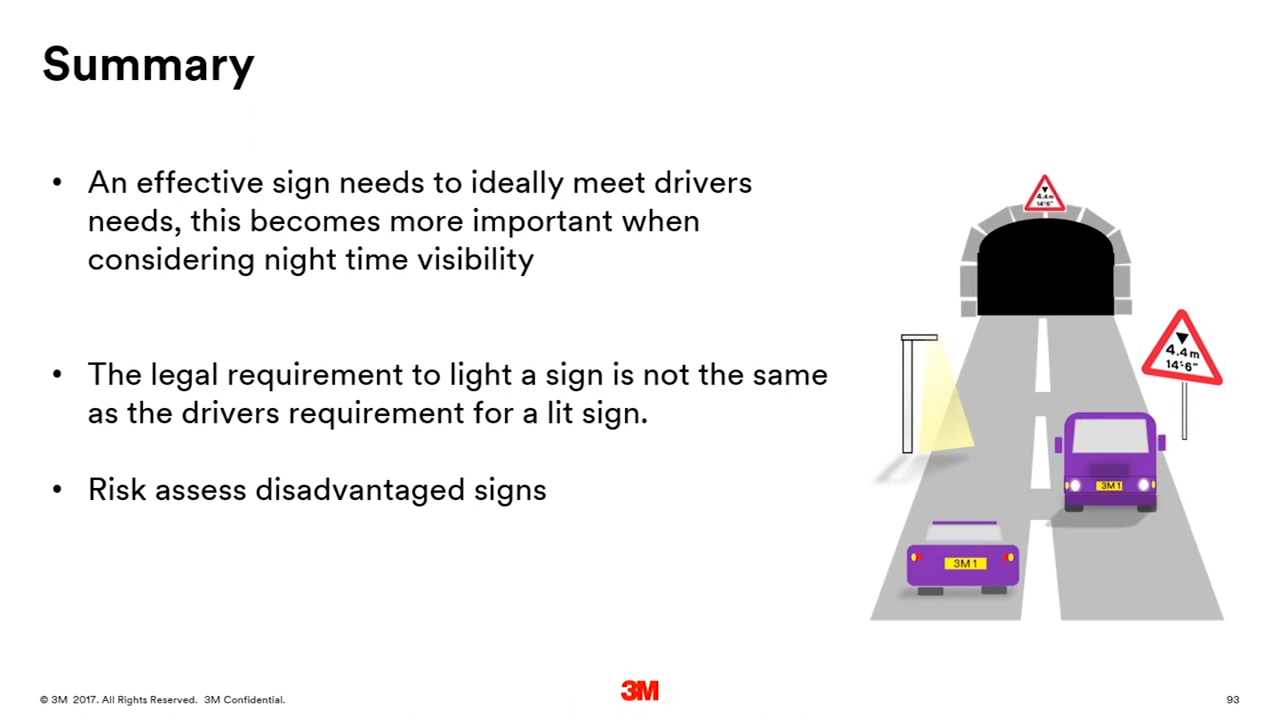 Summary
• An effective sign needs to ideally meet drivers
needs, this becomes more important when
considering night time visibility
• The legal requirement to light a sign is not the same
as the drivers requirement for a lit sign.
• Risk assess disadvantaged signs
4.4m
14'6"
4.4m
14'6"
3M 1
3M 1
© 3M 2017. All Rights Reserved. 3M Confidential.
3M
93